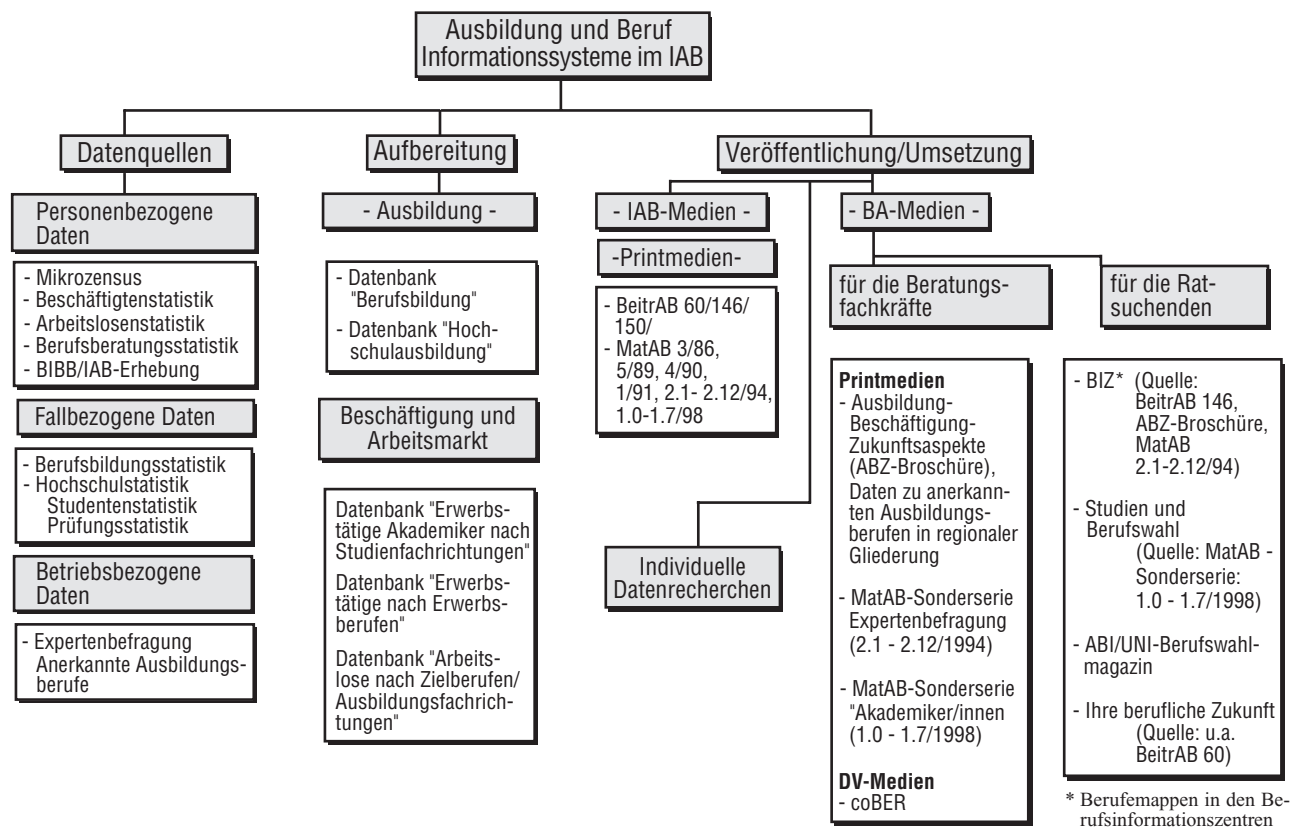 Ausbildung und Beruf
Informationssysteme im IAB
Datenquellen
Personenbezogene
Daten
- Mikrozensus
- Beschäftigtenstatistik
- Arbeitslosenstatistik
- Berufsberatungsstatistik
- BIBB/IAB-Erhebung
Fallbezogene Daten
- Berufsbildungsstatistik
- Hochschulstatistik
Studentenstatistik
Prüfungsstatistik
Betriebsbezogene
Daten
- Expertenbefragung
Anerkannte Ausbildungs-
berufe
Aufbereitung
- Ausbildung -
- Datenbank
"Berufsbildung"
- Datenbank "Hoch-
schulausbildung"
Beschäftigung und
Arbeitsmarkt
Datenbank "Erwerbs-
tätige Akademiker nach
Studienfachrichtungen"
Datenbank "Erwerbs-
tätige nach Erwerbs-
berufen"
Datenbank "Arbeits-
lose nach Zielberufen/
Ausbildungsfachrich-
tungen"
Veröffentlichung/Umsetzung
- IAB-Medien -
-Printmedien-
- BeitrAB 60/146/
150/
- MatAB 3/86,
5/89, 4/90,
1/91, 2.1- 2.12/94,
1.0-1.7/98
Individuelle
Datenrecherchen
- BA-Medien -
für die Beratungs-
fachkräfte
Printmedien
- Ausbildung-
Beschäftigung-
Zukunftsaspekte
(ABZ-Broschüre),
Daten zu anerkann-
ten Ausbildungs-
berufen in regionaler
Gliederung
- MatAB-Sonderserie
Expertenbefragung
(2.1 - 2.12/1994)
- MatAB-Sonderserie
"Akademiker/innen
(1.0 - 1.7/1998)
DV-Medien
- coBER
für die Rat-
suchenden
- BIZ* (Quelle:
BeitrAB 146,
ABZ-Broschüre,
MatAB
2.1-2.12/94)
- Studien und
Berufswahl
(Quelle: MatAB -
Sonderserie:
1.0 - 1.7/1998)
- ABI/UNI-Berufswahl-
magazin
- Ihre berufliche Zukunft
(Quelle: u.a.
BeitrAB 60)
* Berufemappen in den Be-
rufsinformationszentren